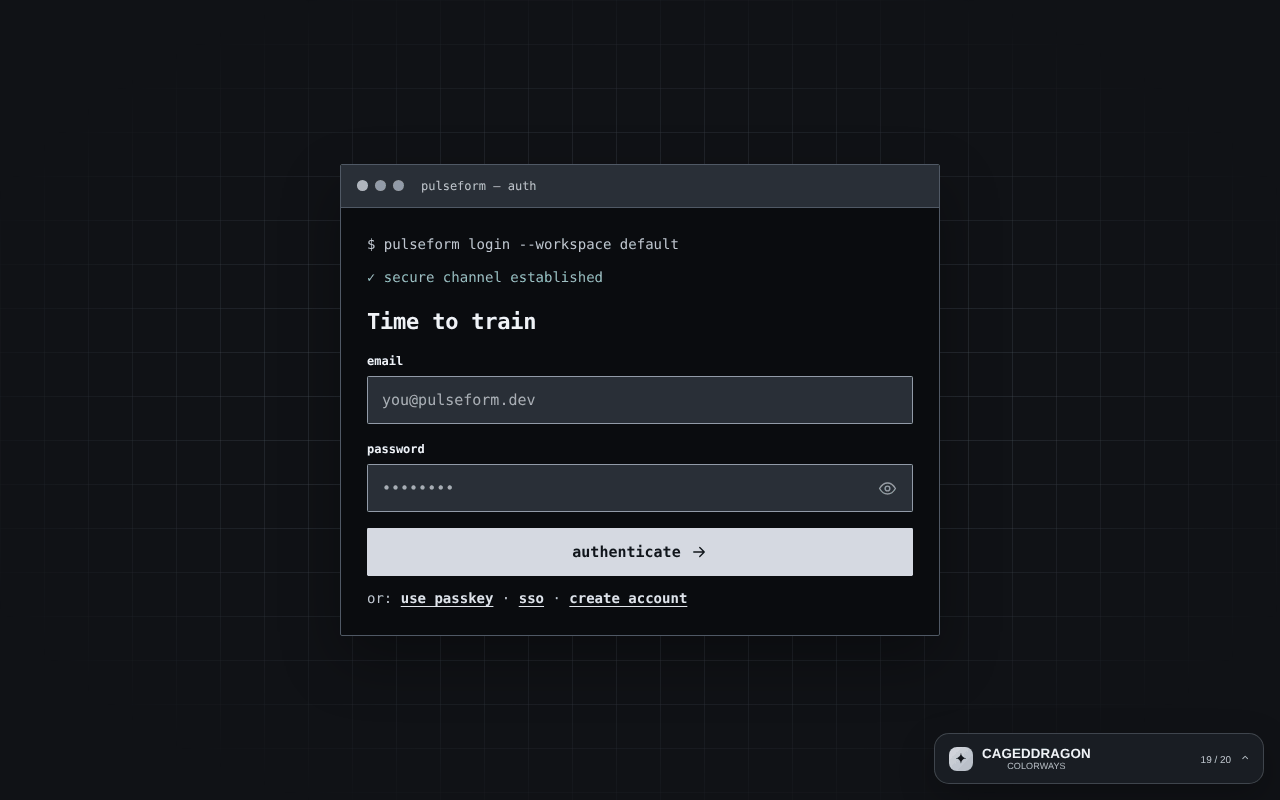 pulseform — auth
$ pulseform login --workspace default
✓ secure channel established
Time to train
email
you@pulseform.dev
password
••••••••
authenticate →
or: use passkey · sso · create account
CAGEDDRAGON
COLORWAYS
19 / 20